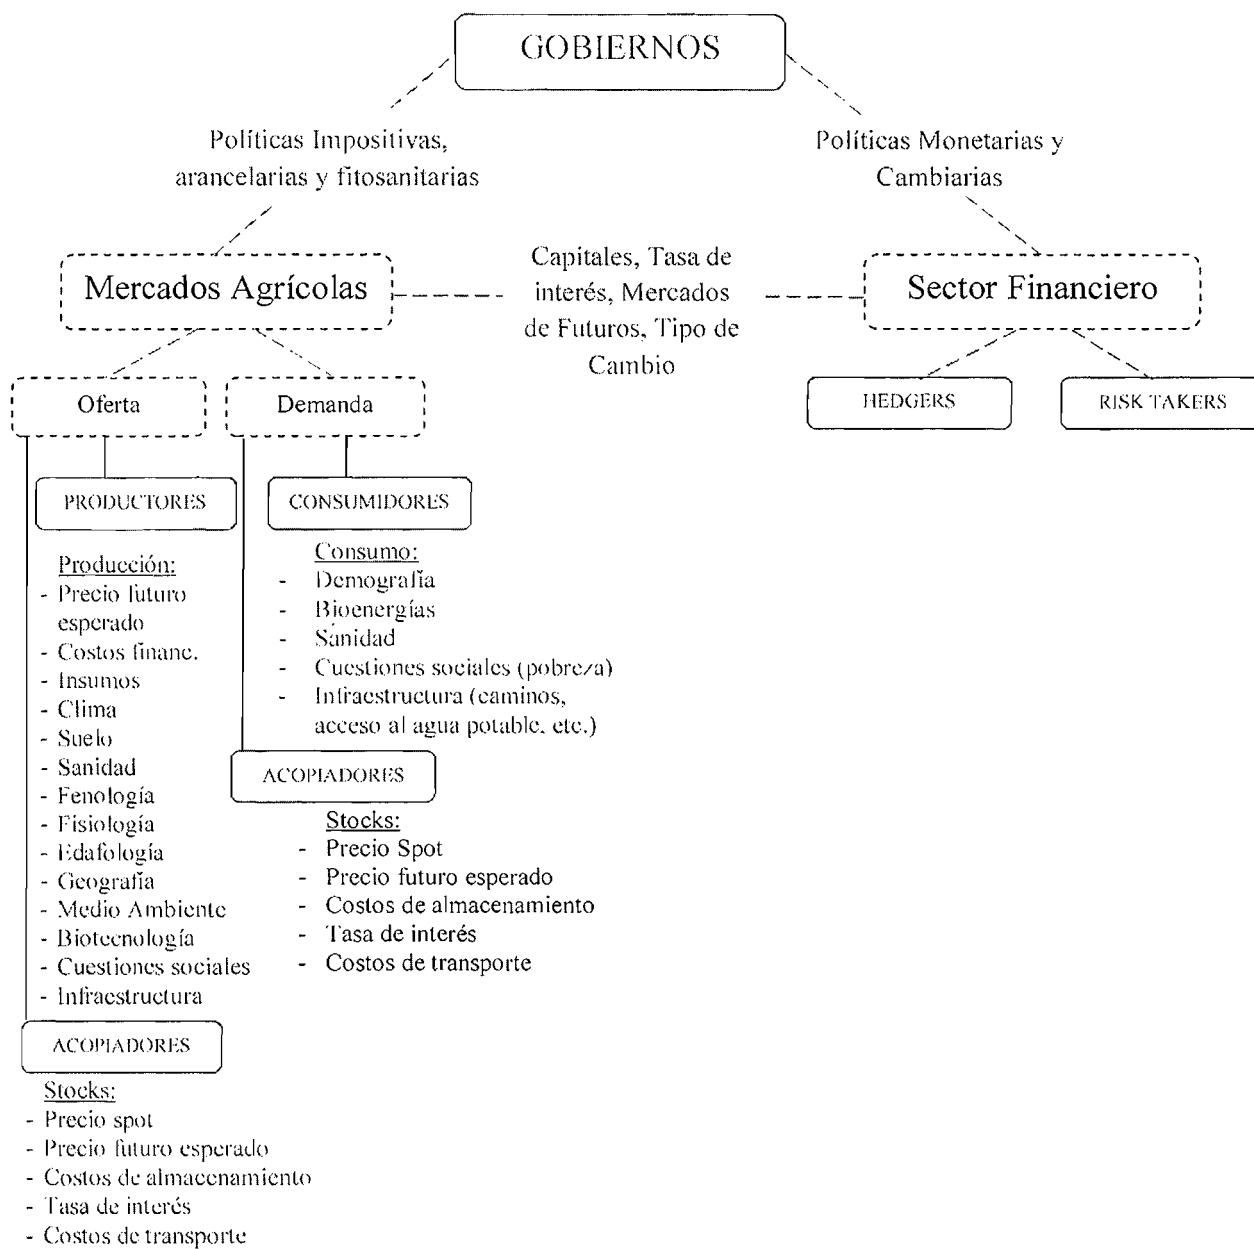 GOBIERNOS
Políticas Impositivas,
arancelarias y fitosanitarias
Políticas Monetarias y
Cambiarias
Mercados Agrícolas
Capitales, Tasa de
interés, Mercados
de Futuros, Tipo de
Cambio
Sector Financiero
Oferta
Demanda
HEDGERS
RISK TAKERS
PRODUCTORES
Producción:
- Precio futuro
esperado
- Costos financ.
- Insumos
- Clima
- Suelo
- Sanidad
- Fenología
- Fisiología
- Edafología
- Geografía
- Medio Ambiente
- Biotecnología
- Cuestiones sociales
- Infraestructura
CONSUMIDORES
Consumo:
- Demografía
- Bioenergías
- Sanidad
- Cuestiones sociales (pobreza)
- Infraestructura (caminos,
acceso al agua potable, etc.)
ACOPIADORES
Stocks:
- Precio Spot
- Precio futuro esperado
- Costos de almacenamiento
- Tasa de interés
- Costos de transporte
ACOPIADORES
Stocks:
- Precio spot
- Precio futuro esperado
- Costos de almacenamiento
- Tasa de interés
- Costos de transporte